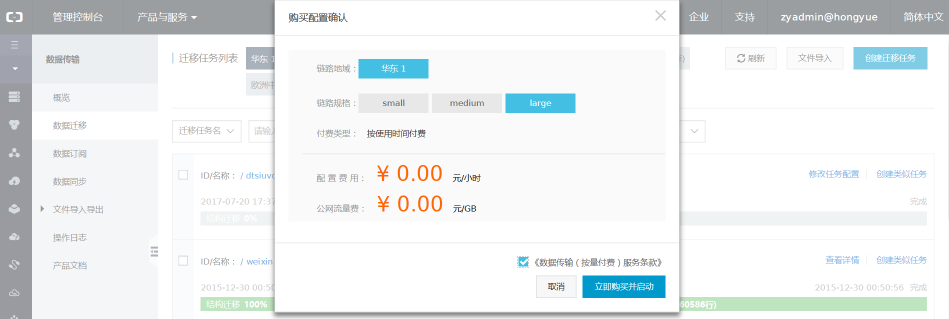 管理控制台 产品与服务 企业 支持 zyadmin@hongyue 简体中文
购买配置确认
数据传输
概览
数据迁移
数据订阅
数据同步
文件导入导出
操作日志
产品文档
迁移任务列表 华东 1
刷新 文件导入 创建迁移任务
迁移任务名
ID/名称： / dtsiuvo
修改任务配置 创建类似任务
2017-07-20 17:37
完成
结构迁移 0%
ID/名称： / weixin
查看详情 创建类似任务
2015-12-30 00:50
2015-12-30 00:50:56 完成
结构迁移 100%
60586行)
链路地域： 华东 1
链路规格： small medium large
付费类型： 按使用时间付费
配置费用： ¥ 0.00 元/小时
公网流量费： ¥ 0.00 元/GB
《数据传输（按量付费）服务条款》
取消 立即购买并启动